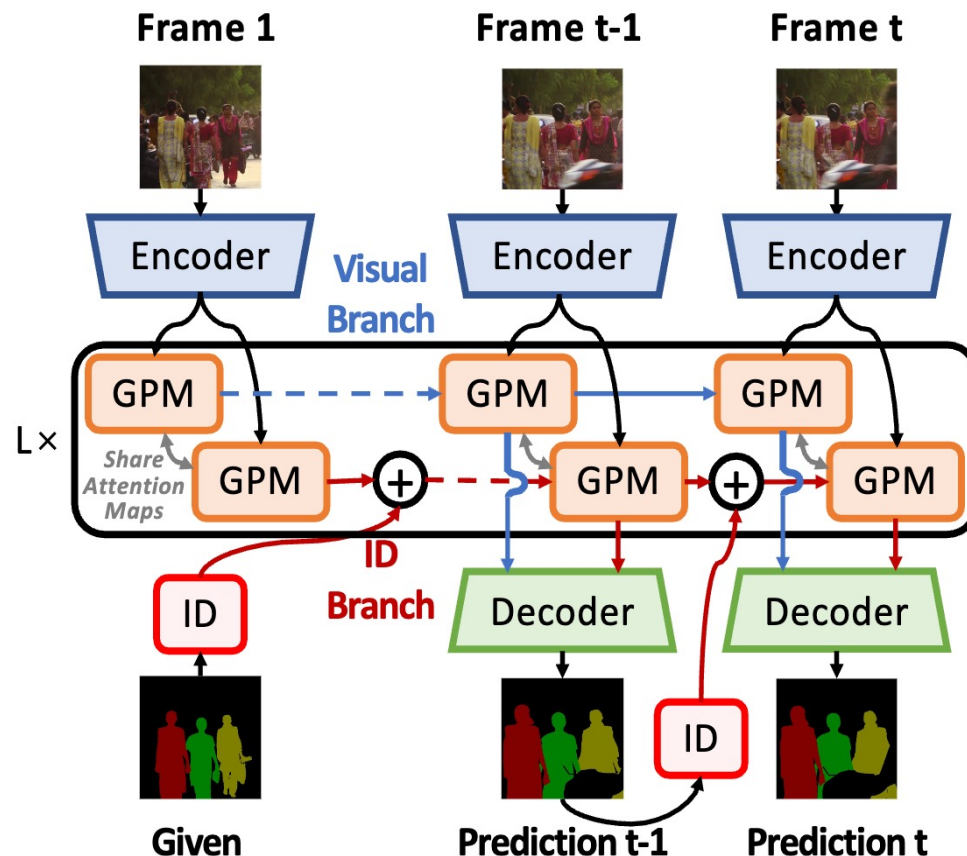 Frame 1
Frame t-1
Frame t
Encoder
Encoder
Encoder
Visual
Branch
GPM
GPM
GPM
L×
Share
Attention
Maps
GPM
GPM
GPM
ID
Branch
ID
Decoder
Decoder
ID
Given
Prediction t-1
Prediction t